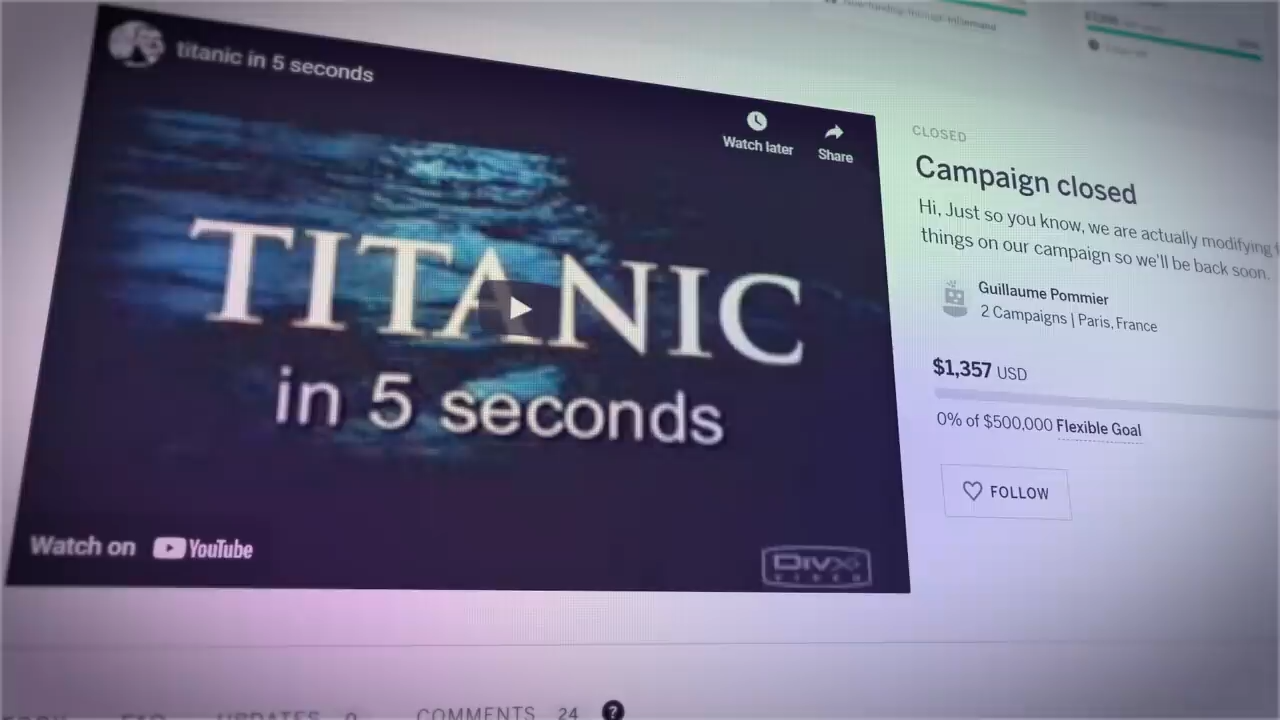 titanic in 5 seconds
Watch later
Share
TITANIC
in 5 seconds
Watch on YouTube
DivX
VIDEO
CLOSED
Campaign closed
Hi, Just so you know, we are actually modifying
things on our campaign so we'll be back soon.
Guillaume Pommier
2 Campaigns | Paris, France
$1,357 USD
0% of $500,000 Flexible Goal
FOLLOW
FAQ
UPDATES 0
COMMENTS 24
?